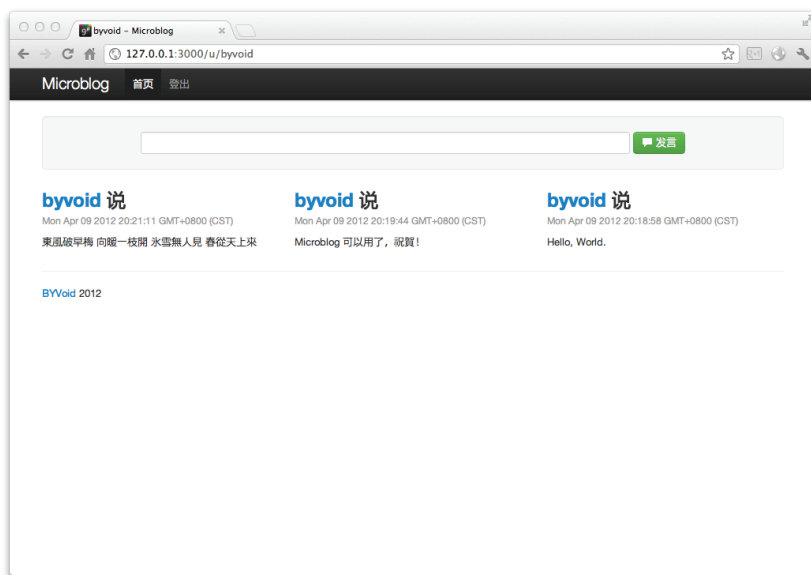 byvoid - Microblog
127.0.0.1:3000/u/byvoid
Microblog 首页 登出
发言
byvoid 说
Mon Apr 09 2012 20:21:11 GMT+0800 (CST)
東風破早梅 向暖一枝開 氷雪無人見 春從天上來
byvoid 说
Mon Apr 09 2012 20:19:44 GMT+0800 (CST)
Microblog 可以用了，祝賀！
byvoid 说
Mon Apr 09 2012 20:18:58 GMT+0800 (CST)
Hello, World.
BYVoid 2012